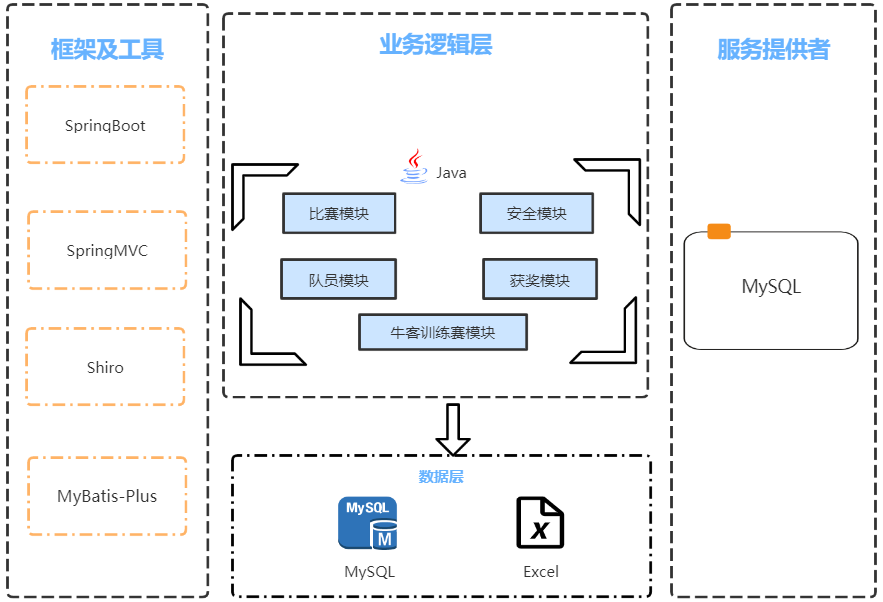 框架及工具
SpringBoot
SpringMVC
Shiro
MyBatis-Plus
业务逻辑层
Java
比赛模块
安全模块
队员模块
获奖模块
牛客训练赛模块
数据层
MySQL
M
X
MySQL
Excel
服务提供者
MySQL